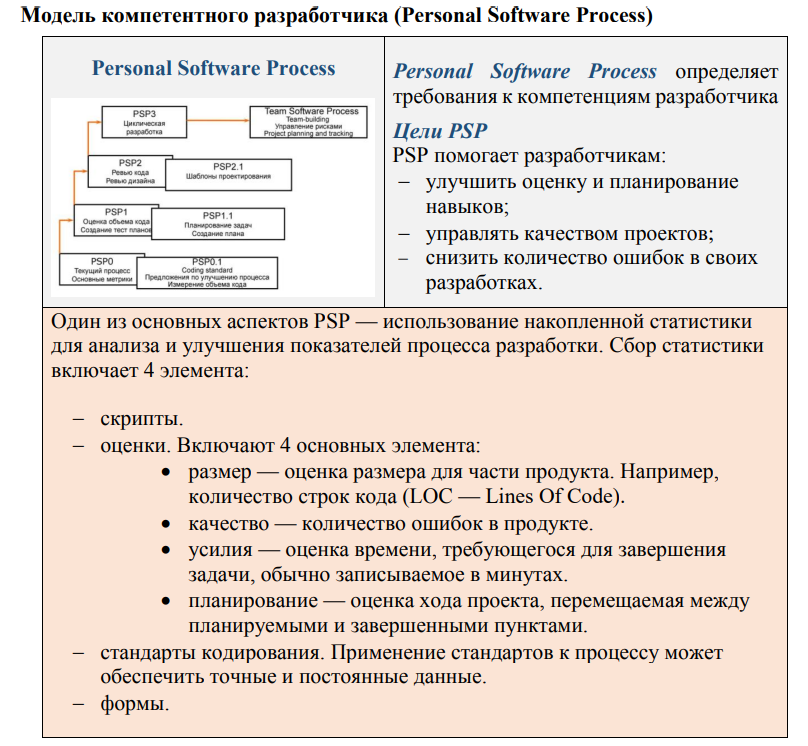 Модель компетентного разработчика (Personal Software Process)
Personal Software Process
PSP3
Циклическая
разработка
Team Software Process
Team-building
Управление рисками
Project planning and tracking
PSP2
Ревью кода
Ревью дизайна
PSP2.1
Шаблоны проектирования
PSP1
Оценка объема кода
Создание тест планов
PSP1.1
Планирование задач
Создание плана
PSP0
Текущий процесс
Основные метрики
PSP0.1
Coding standard
Предложения по улучшению процесса
Измерение объема кода
Personal Software Process определяет
требования к компетенциям разработчика
Цели PSP
PSP помогает разработчикам:
– улучшить оценку и планирование
навыков;
– управлять качеством проектов;
– снизить количество ошибок в своих
разработках.
Один из основных аспектов PSP — использование накопленной статистики
для анализа и улучшения показателей процесса разработки. Сбор статистики
включает 4 элемента:
– скрипты.
– оценки. Включают 4 основных элемента:
• размер — оценка размера для части продукта. Например,
количество строк кода (LOC — Lines Of Code).
• качество — количество ошибок в продукте.
• усилия — оценка времени, требующегося для завершения
задачи, обычно записываемое в минутах.
• планирование — оценка хода проекта, перемещаемая между
планируемыми и завершенными пунктами.
– стандарты кодирования. Применение стандартов к процессу может
обеспечить точные и постоянные данные.
– формы.